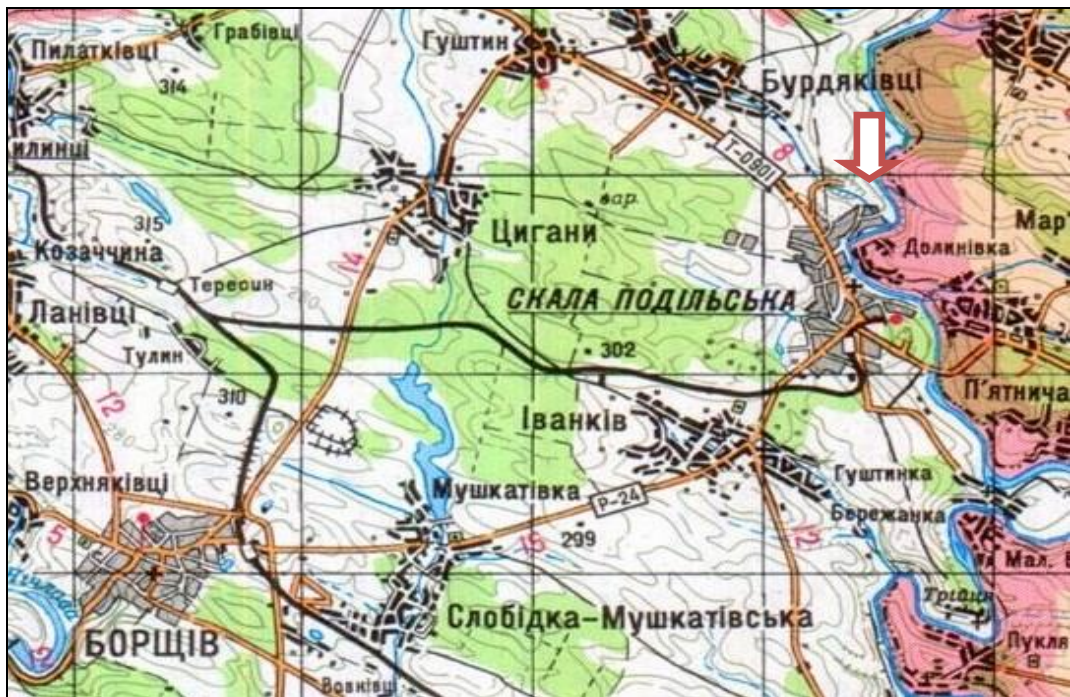 Пилатківці
Грабівці
Гуштин
314
Бурдяківці
илинці
Т-0901
8
315
Козаччина
Цигани
вар.
Мар'
Долинівка
14
Тересин
280
Ланівці
СКАЛА ПОДІЛЬСЬКА
Тулин
302
310
12
280
П'ятнича
Іванків
Верхняківці
Мушкатівка
Гуштинка
Р-24
Бережанка
5
15
299
12
Мал.
БОРЩІВ
Слобідка-Мушкатівська
Пукля
Вовківці